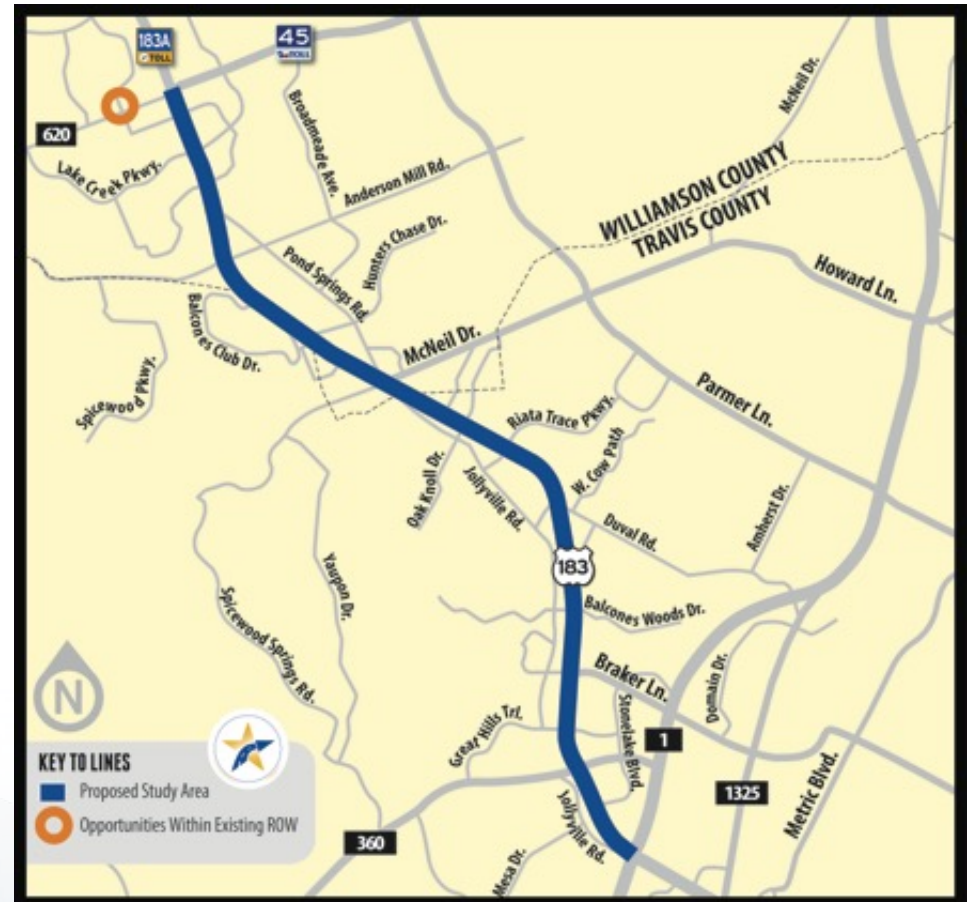 183A
TOLL
45
TOLL
McNeil Dr.
620
Broadmeade Ave.
Lake Creek Pkwy.
Anderson Mill Rd.
WILLIAMSON COUNTY
TRAVIS COUNTY
Hunters Chase Dr.
Pond Springs Rd.
Howard Ln.
Balcones Club Dr.
McNeil Dr.
Spicewood Pkwy.
Parmer Ln.
Riata Trace Pkwy.
W. Cow Path
Oak Knoll Dr.
Jollyville Rd.
Amherst Dr.
Duval Rd.
183
Yaupon Dr.
Balcones Woods Dr.
Spicewood Springs Rd.
Braker Ln.
Domain Dr.
N
Great Hills Trl.
Stonelake Blvd.
1
KEY TO LINES
Proposed Study Area
Opportunities Within Existing ROW
1325
Metric Blvd.
Jollyville Rd.
360
Mesa Dr.